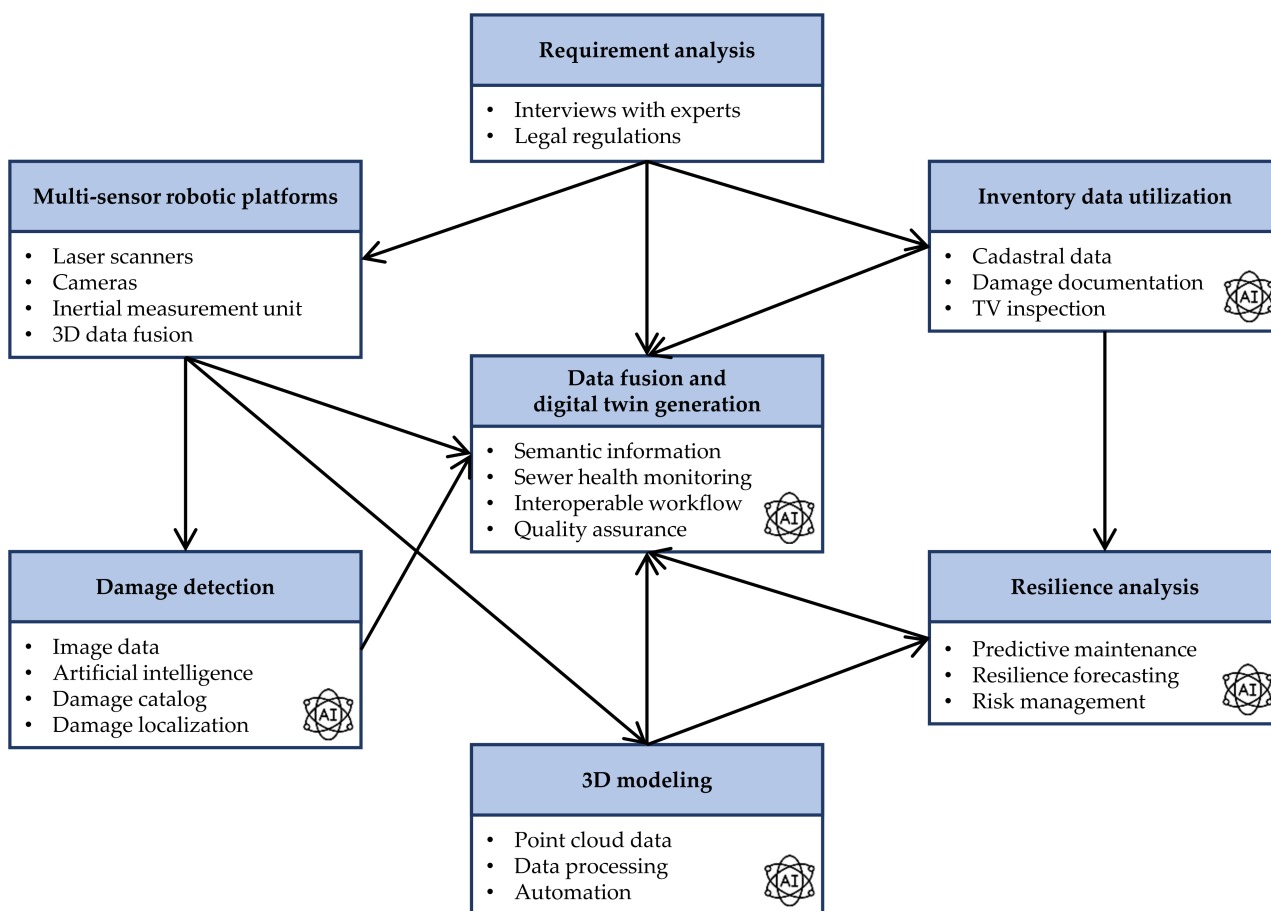 Requirement analysis
• Interviews with experts
• Legal regulations
Multi-sensor robotic platforms
• Laser scanners
• Cameras
• Inertial measurement unit
• 3D data fusion
Inventory data utilization
• Cadastral data
• Damage documentation
• TV inspection
AI
Data fusion and
digital twin generation
• Semantic information
• Sewer health monitoring
• Interoperable workflow
• Quality assurance
AI
Damage detection
• Image data
• Artificial intelligence
• Damage catalog
• Damage localization
AI
Resilience analysis
• Predictive maintenance
• Resilience forecasting
• Risk management
AI
3D modeling
• Point cloud data
• Data processing
• Automation
AI